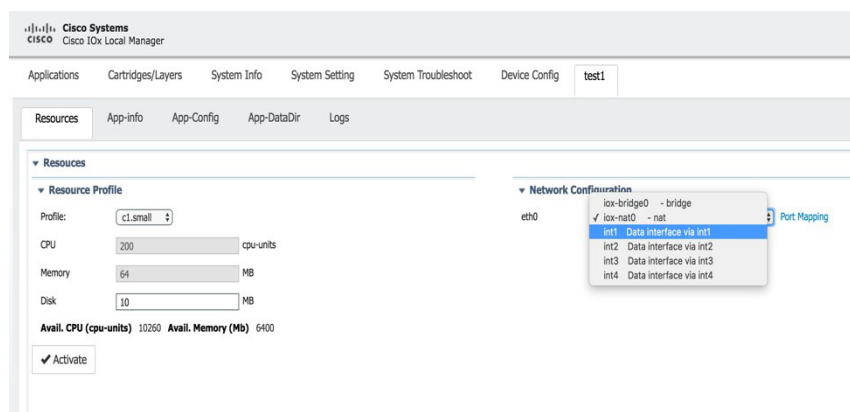 Cisco Systems
CISCO Cisco IOx Local Manager
Applications Cartridges/Layers System Info System Setting System Troubleshoot Device Config test1
Resources App-info App-Config App-DataDir Logs
▼ Resouces
▼ Resource Profile
Profile: c1.small
CPU 200 cpu-units
Memory 64 MB
Disk 10 MB
Avail. CPU (cpu-units) 10260 Avail. Memory (Mb) 6400
✔ Activate
▼ Network Configuration
eth0
iox-bridge0 - bridge
✓ iox-nat0 - nat
int1 Data interface via int1
int2 Data interface via int2
int3 Data interface via int3
int4 Data interface via int4
Port Mapping